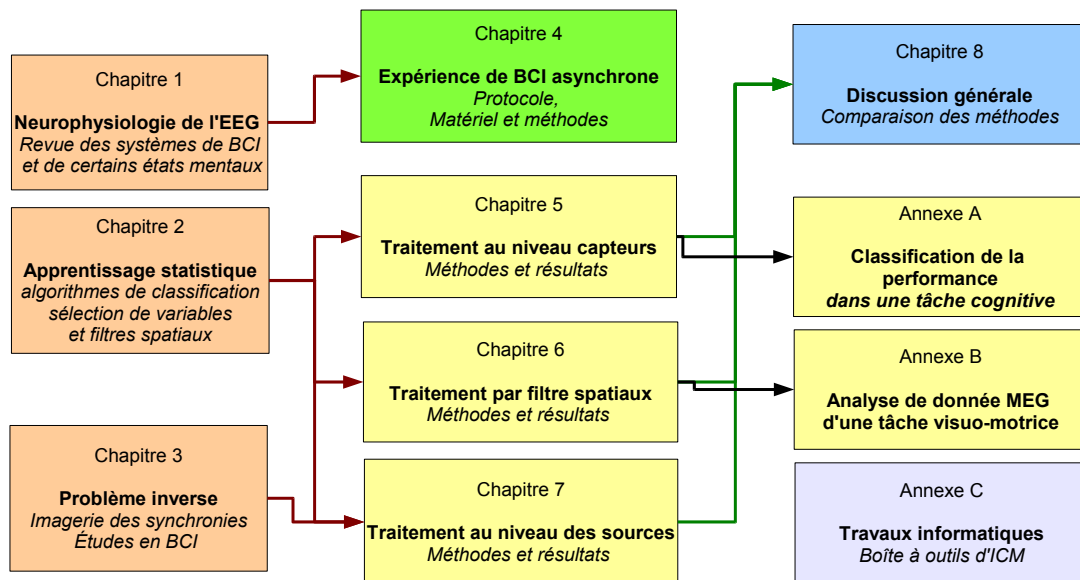 Chapitre 1
Neurophysiologie de l'EEG
Revue des systèmes de BCI
et de certains états mentaux
Chapitre 2
Apprentissage statistique
algorithmes de classification
sélection de variables
et filtres spatiaux
Chapitre 3
Problème inverse
Imagerie des synchronies
Études en BCI
Chapitre 4
Expérience de BCI asynchrone
Protocole,
Matériel et méthodes
Chapitre 5
Traitement au niveau capteurs
Méthodes et résultats
Chapitre 6
Traitement par filtre spatiaux
Méthodes et résultats
Chapitre 7
Traitement au niveau des sources
Méthodes et résultats
Chapitre 8
Discussion générale
Comparaison des méthodes
Annexe A
Classification de la
performance
dans une tâche cognitive
Annexe B
Analyse de donnée MEG
d'une tâche visuo-motrice
Annexe C
Travaux informatiques
Boîte à outils d'ICM